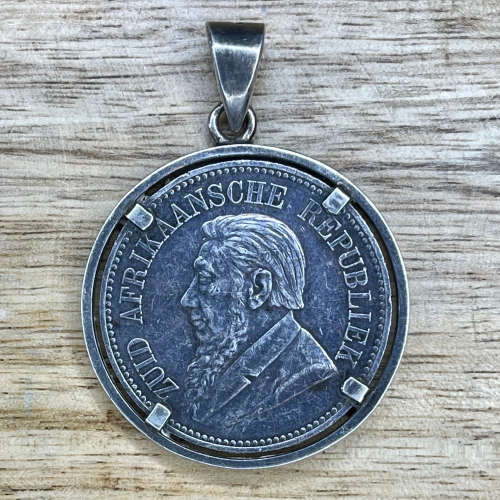 ZUID AFRIKAANSCHE REPUBLIEK